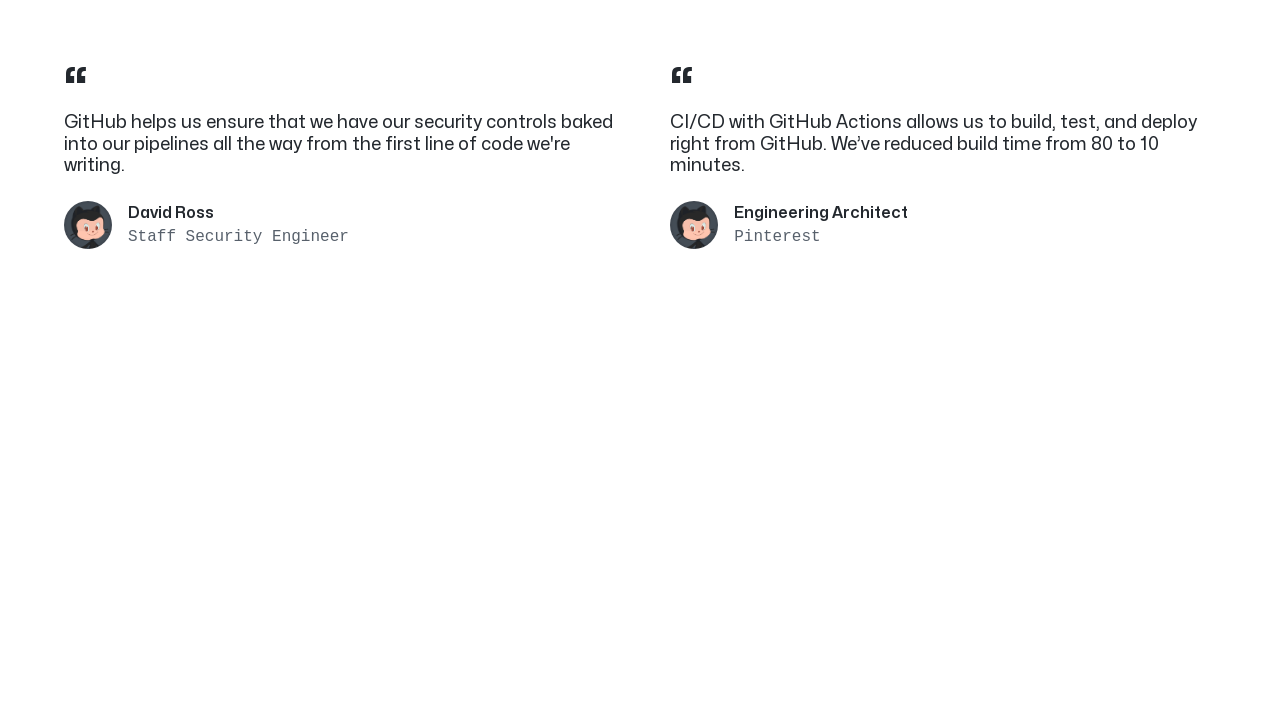 “
GitHub helps us ensure that we have our security controls baked
into our pipelines all the way from the first line of code we're
writing.
David Ross
Staff Security Engineer
“
CI/CD with GitHub Actions allows us to build, test, and deploy
right from GitHub. We’ve reduced build time from 80 to 10
minutes.
Engineering Architect
Pinterest